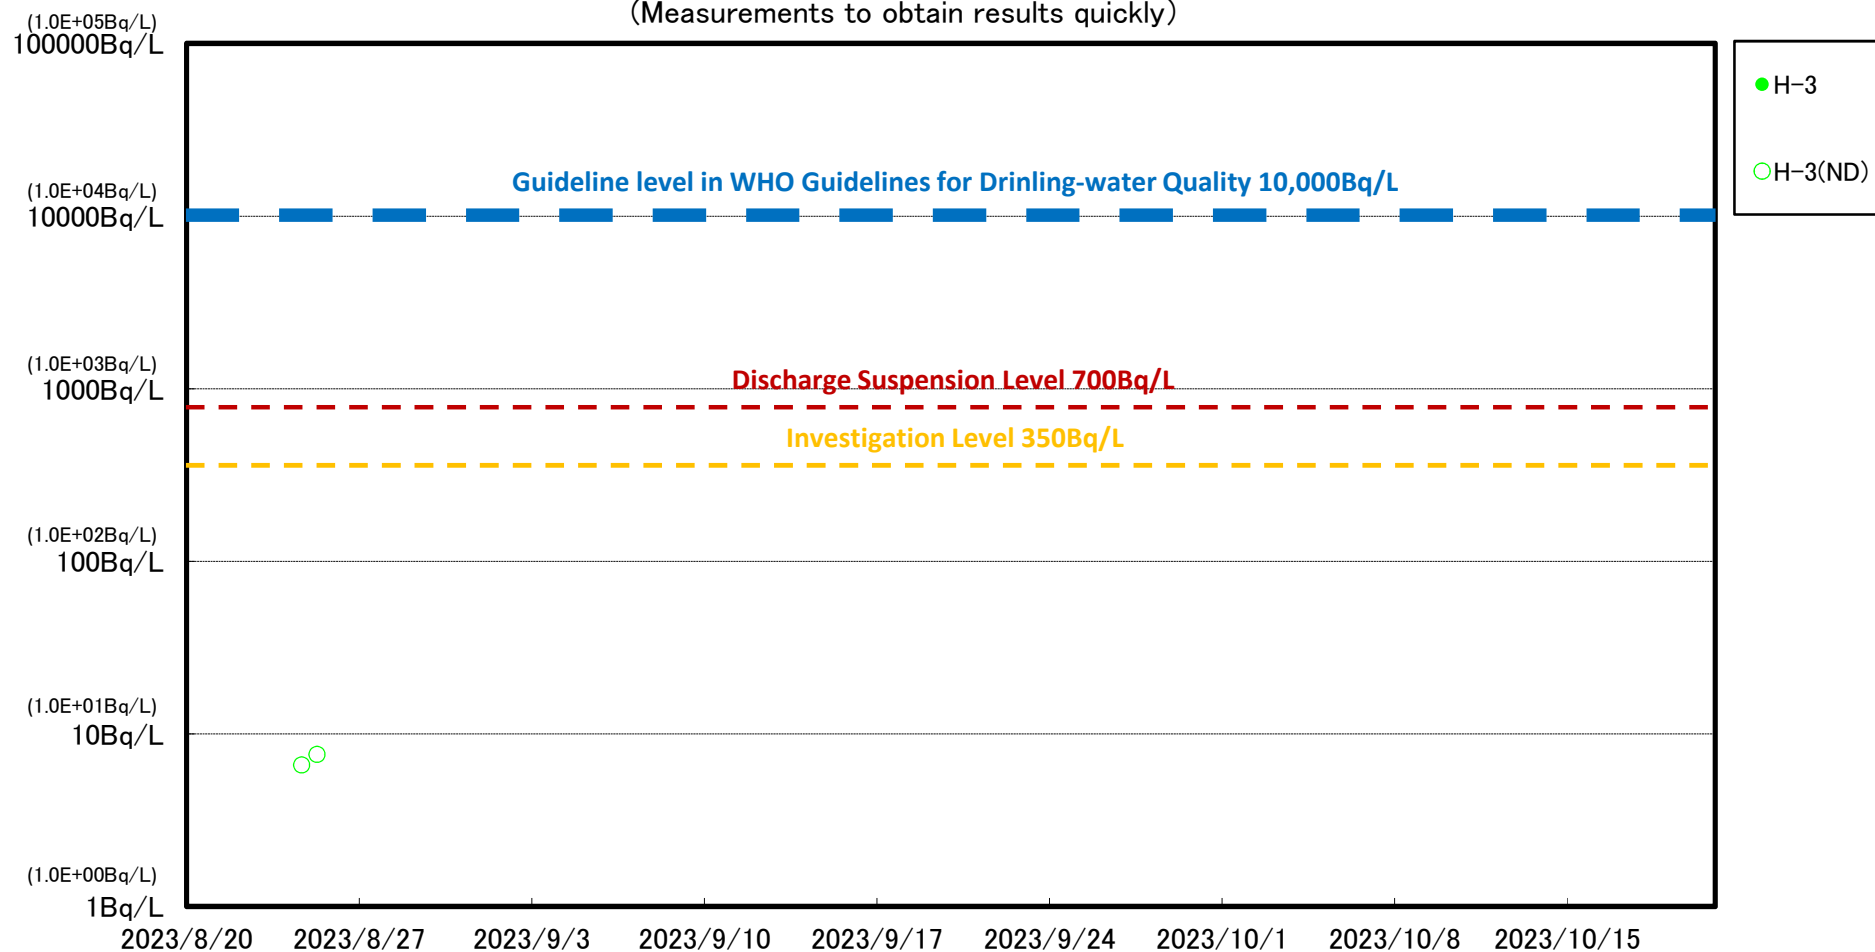 (Measurements to obtain results quickly)
(1.0E+05Bq/L)
100000Bq/L
H-3
H-3(ND)
Guideline level in WHO Guidelines for Drinling-water Quality 10,000Bq/L
(1.0E+04Bq/L)
10000Bq/L
(1.0E+03Bq/L)
1000Bq/L
Discharge Suspension Level 700Bq/L
Investigation Level 350Bq/L
(1.0E+02Bq/L)
100Bq/L
(1.0E+01Bq/L)
10Bq/L
(1.0E+00Bq/L)
1Bq/L
2023/8/20 2023/8/27 2023/9/3 2023/9/10 2023/9/17 2023/9/24 2023/10/1 2023/10/8 2023/10/15